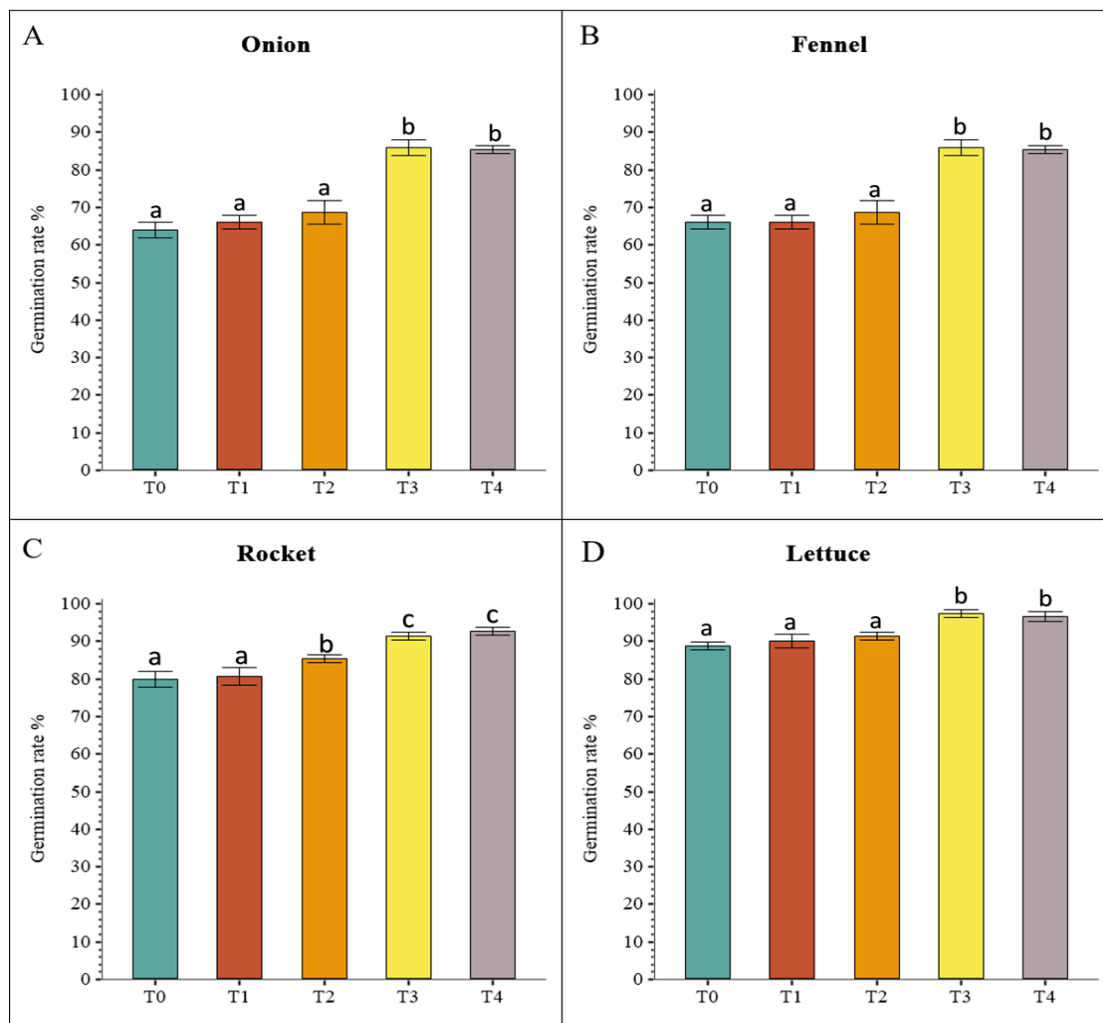 A
Onion
Germination rate %
100
90
80
70
60
50
40
30
20
10
0
a
a
a
b
b
T0 T1 T2 T3 T4
B
Fennel
Germination rate %
100
90
80
70
60
50
40
30
20
10
0
a
a
a
b
b
T0 T1 T2 T3 T4
C
Rocket
Germination rate %
100
90
80
70
60
50
40
30
20
10
0
a
a
b
c
c
T0 T1 T2 T3 T4
D
Lettuce
Germination rate %
100
90
80
70
60
50
40
30
20
10
0
a
a
a
b
b
T0 T1 T2 T3 T4